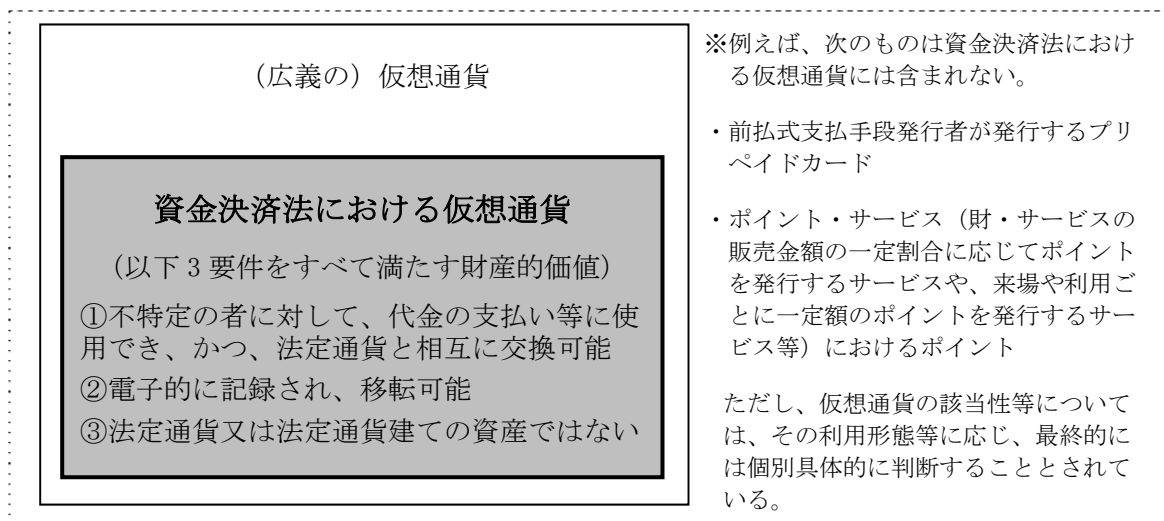 （広義の）仮想通貨
資金決済法における仮想通貨
（以下 3 要件をすべて満たす財産的価値）
①不特定の者に対して、代金の支払い等に使
用でき、かつ、法定通貨と相互に交換可能
②電子的に記録され、移転可能
③法定通貨又は法定通貨建ての資産ではない
※例えば、次のものは資金決済法におけ
る仮想通貨には含まれない。
・前払式支払手段発行者が発行するプリ
ペイドカード
・ポイント・サービス（財・サービスの
販売金額の一定割合に応じてポイント
を発行するサービスや、来場や利用ご
とに一定額のポイントを発行するサー
ビス等）におけるポイント
ただし、仮想通貨の該当性等について
は、その利用形態等に応じ、最終的に
は個別具体的に判断することとされて
いる。